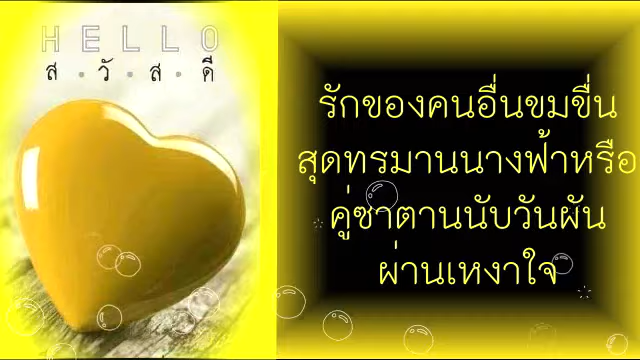 HELLO
ส.วัส.ดี
รักของคนอื่นขมขื่น
สุดทรมานนางฟ้าหรือ
คู่ซาตานนับวันผัน
ผ่านเหงาใจ